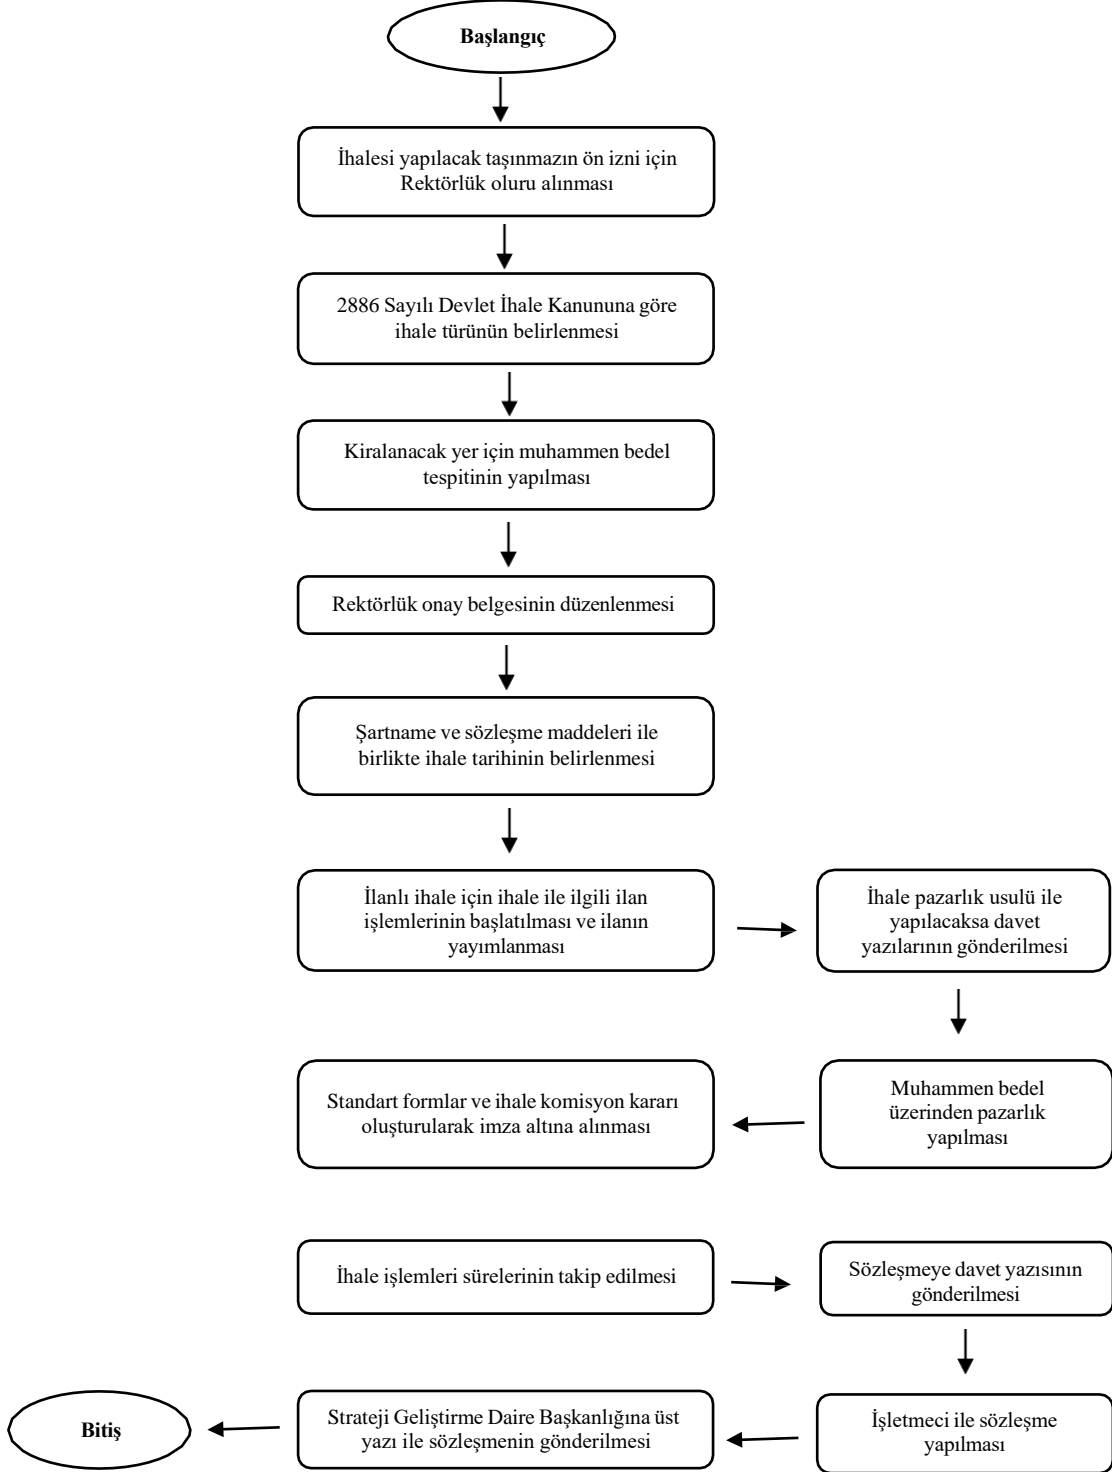 Başlangıç
İhalesi yapılacak taşınmazın ön izni için
Rektörlük oluru alınması
2886 Sayılı Devlet İhale Kanununa göre
ihale türünün belirlenmesi
Kiralanacak yer için muhammen bedel
tespitinin yapılması
Rektörlük onay belgesinin düzenlenmesi
Şartname ve sözleşme maddeleri ile
birlikte ihale tarihinin belirlenmesi
İlanlı ihale için ihale ile ilgili ilan
işlemlerinin başlatılması ve ilanın
yayımlanması
İhale pazarlık usulü ile
yapılacaksa davet
yazılarının gönderilmesi
Muhammen bedel
üzerinden pazarlık
yapılması
Standart formlar ve ihale komisyon kararı
oluşturularak imza altına alınması
İhale işlemleri sürelerinin takip edilmesi
Sözleşmeye davet yazısının
gönderilmesi
İşletmeci ile sözleşme
yapılması
Strateji Geliştirme Daire Başkanlığına üst
yazı ile sözleşmenin gönderilmesi
Bitiş